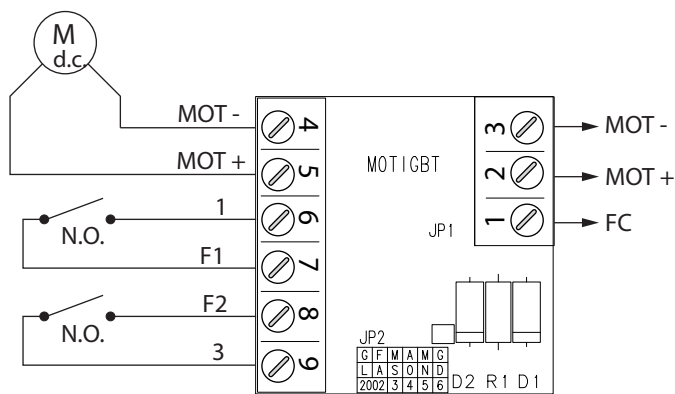 M
d.c.
MOT -
MOT +
1
N.O.
F1
F2
N.O.
3
4
5
6
7
8
9
MOTIGBT
3
2
1
JP1
MOT -
MOT +
FC
JP2
G F M A M G
L A S O N D
2002 3 4 5 6
D2 R1 D1